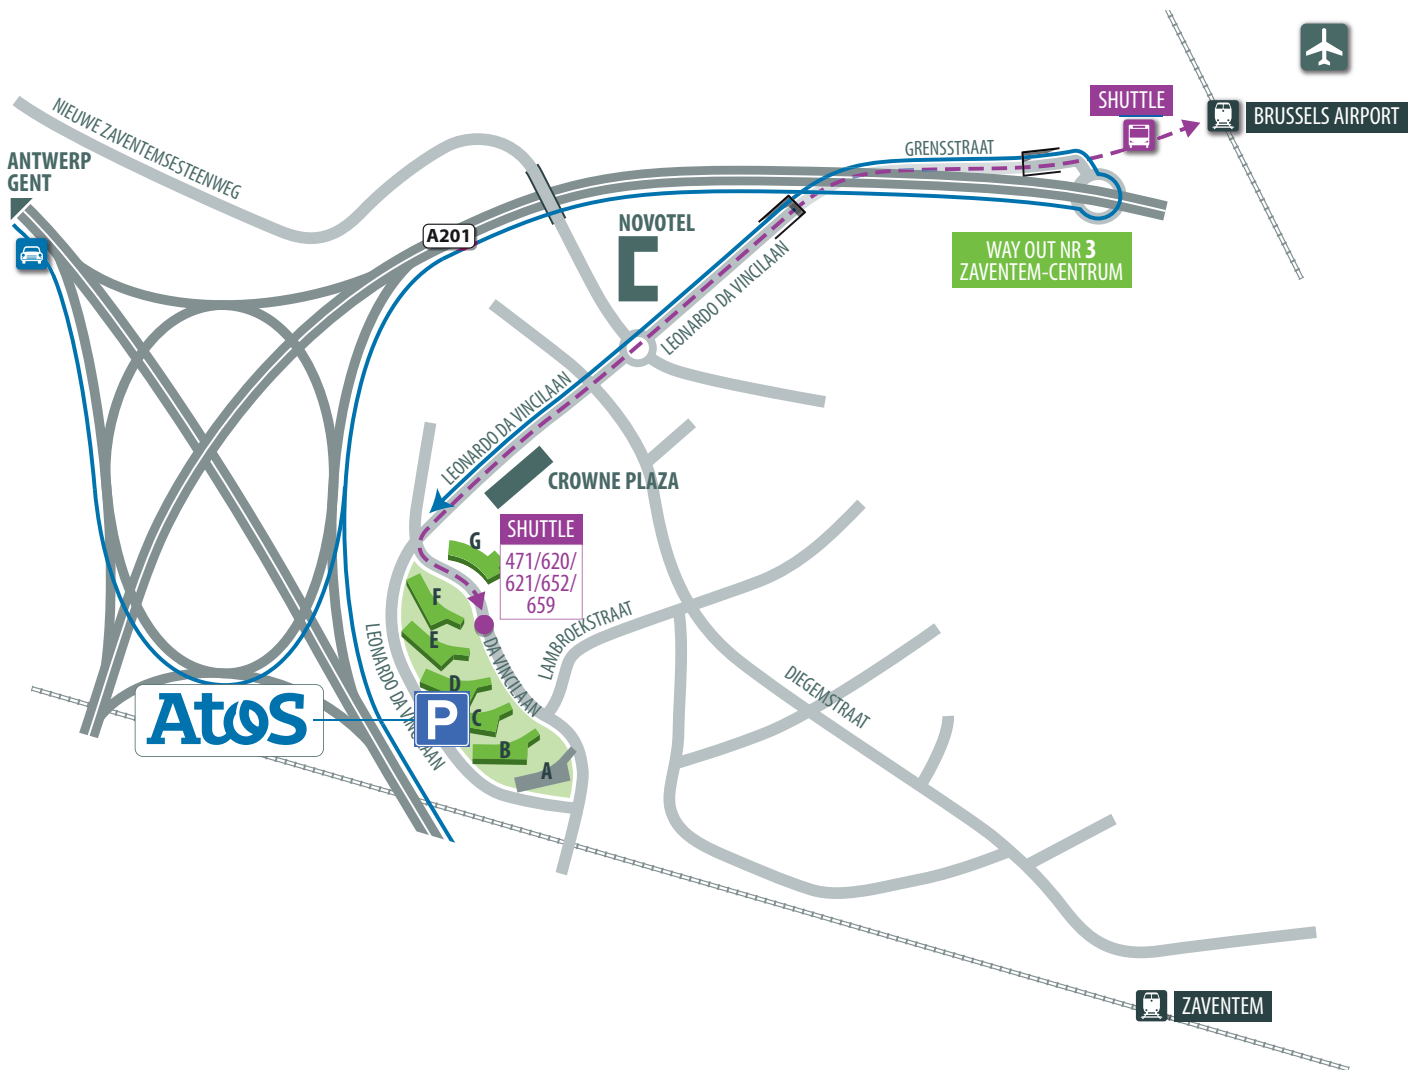 NIEUWE ZAVENTEMSESTEENWEG
ANTWERP
GENT
A201
NOVOTEL
GRENSSTRAAT
SHUTTLE
BRUSSELS AIRPORT
WAY OUT NR 3
ZAVENTEM-CENTRUM
LEONARDO DA VINCILAAN
LEONARDO DA VINCILAAN
CROWNE PLAZA
SHUTTLE
471/620/
621/652/
659
G
F
E
D
C
B
A
P
LEONARDO DA VINCILAAN
DA VINCILAAN
LAMBROEKSTRAAT
DIEGENSTRAAT
Atos
ZAVENTEM